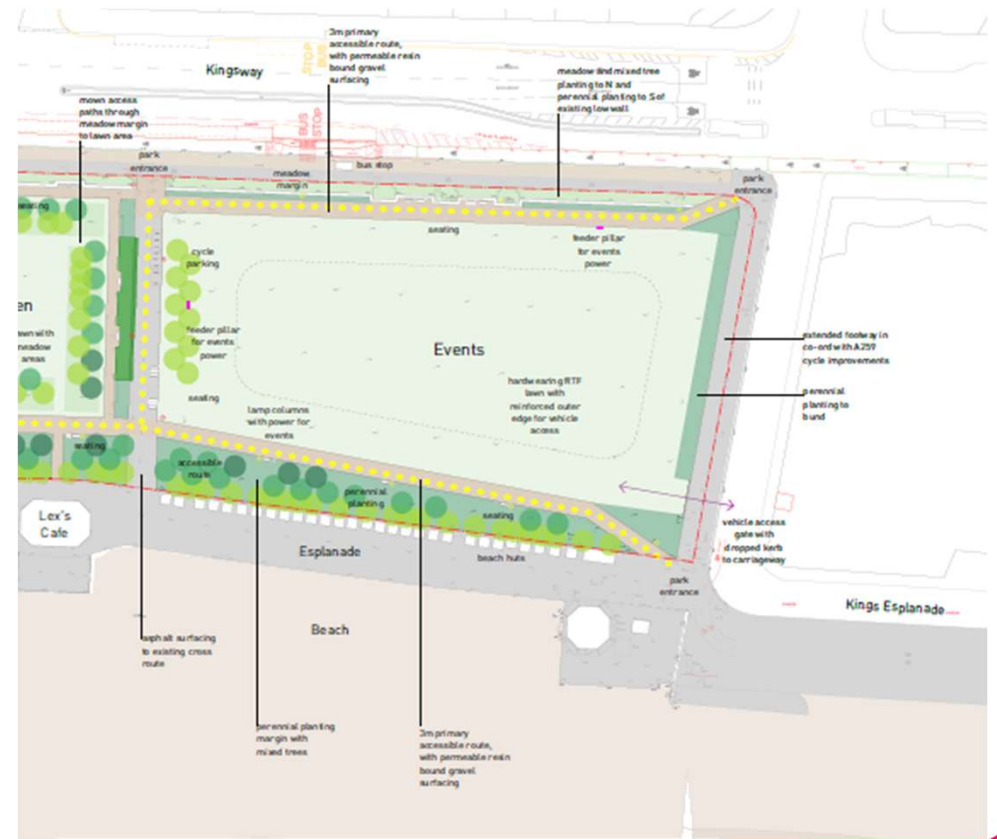 3m primary
accessible route,
with permeable resin
bound gravel
surfacing
STOP
BUS
Kingsway
meadow and mixed tree
planting to N and
perennial planting to S of
existing low wall
mown access
paths through
meadow margin
to lawn area
BUS
STOP
park
entrance
bus stop
meadow
margin
park
entrance
seating
seating
feeder pillar
for events
power
cycle
parking
en
lawn with
meadow
areas
feeder pillar
for events
power
Events
extended footway in
co-ord with A259
cycle improvements
hardwearing RTF
lawn with
reinforced outer
edge for vehicle
access
seating
perennial
planting to
bund
lamp columns
with power for
events
seating
accessible
route
perennial
planting
seating
Lex's
Cafe
vehicle access
gate with
dropped kerb
to carriageway
Esplanade
beach huts
park
entrance
Kings Esplanade
Beach
asphalt surfacing
to existing cross
route
perennial planting
margin with
mixed trees
3m primary
accessible route,
with permeable resin
bound gravel
surfacing